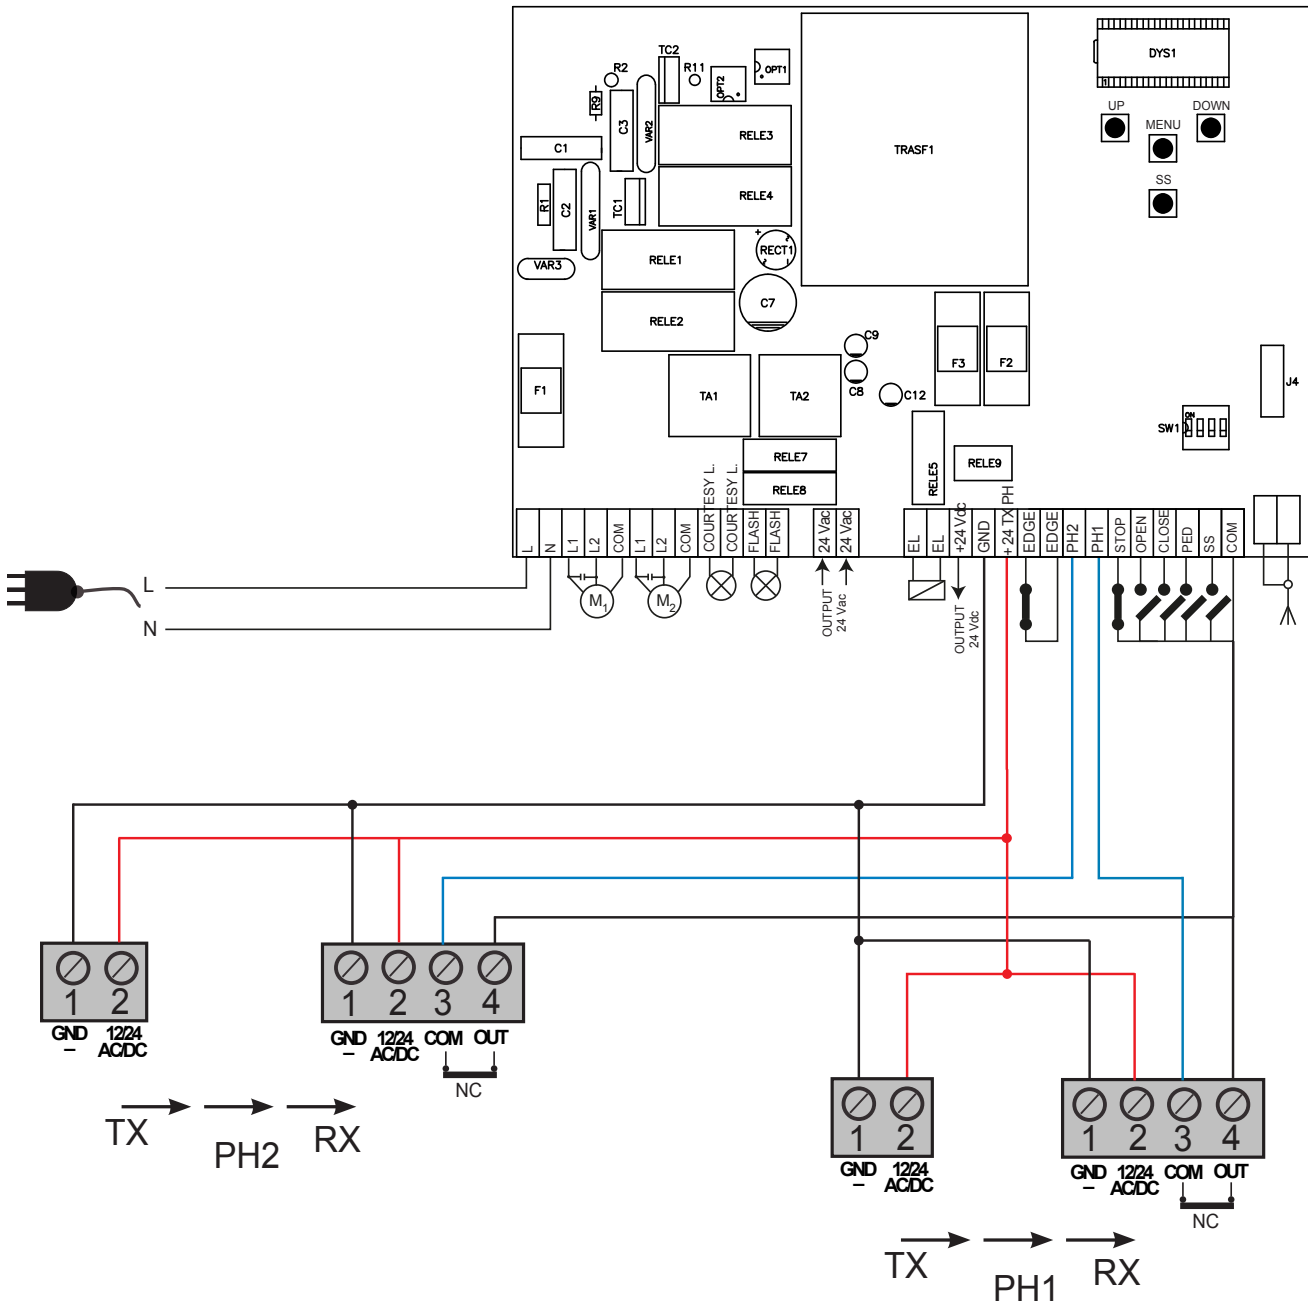 DYS1
1
UP
MENU
DOWN
SS
TC2
R2
R11
OPT1
OPT2
R9
C3
VAR2
RELE3
C1
TRASF1
R1
C2
VAR1
TC1
RELE4
+
RECT1
VAR3
RELE1
C7
RELE2
C9
C8
C12
F3
F2
F1
TA1
TA2
J4
ON
SW1
RELE7
RELE8
RELE5
RELE9
L
N
L1
L2
COM
L1
L2
COM
COURTESY L.
COURTESY L.
FLASH
FLASH
24 Vac
24 Vac
EL
EL
+24 Vdc
GND
+ 24 TX PH
EDGE
EDGE
PH2
PH1
STOP
OPEN
CLOSE
PED
SS
COM
L
N
M1
M2
OUTPUT
24 Vac
OUTPUT
24 Vdc
1 2
GND 12/24
– AC/DC
1 2 3 4
GND 12/24 COM OUT
– AC/DC
NC
TX PH2 RX
1 2
GND 12/24
– AC/DC
1 2 3 4
GND 12/24 COM OUT
– AC/DC
NC
TX PH1 RX